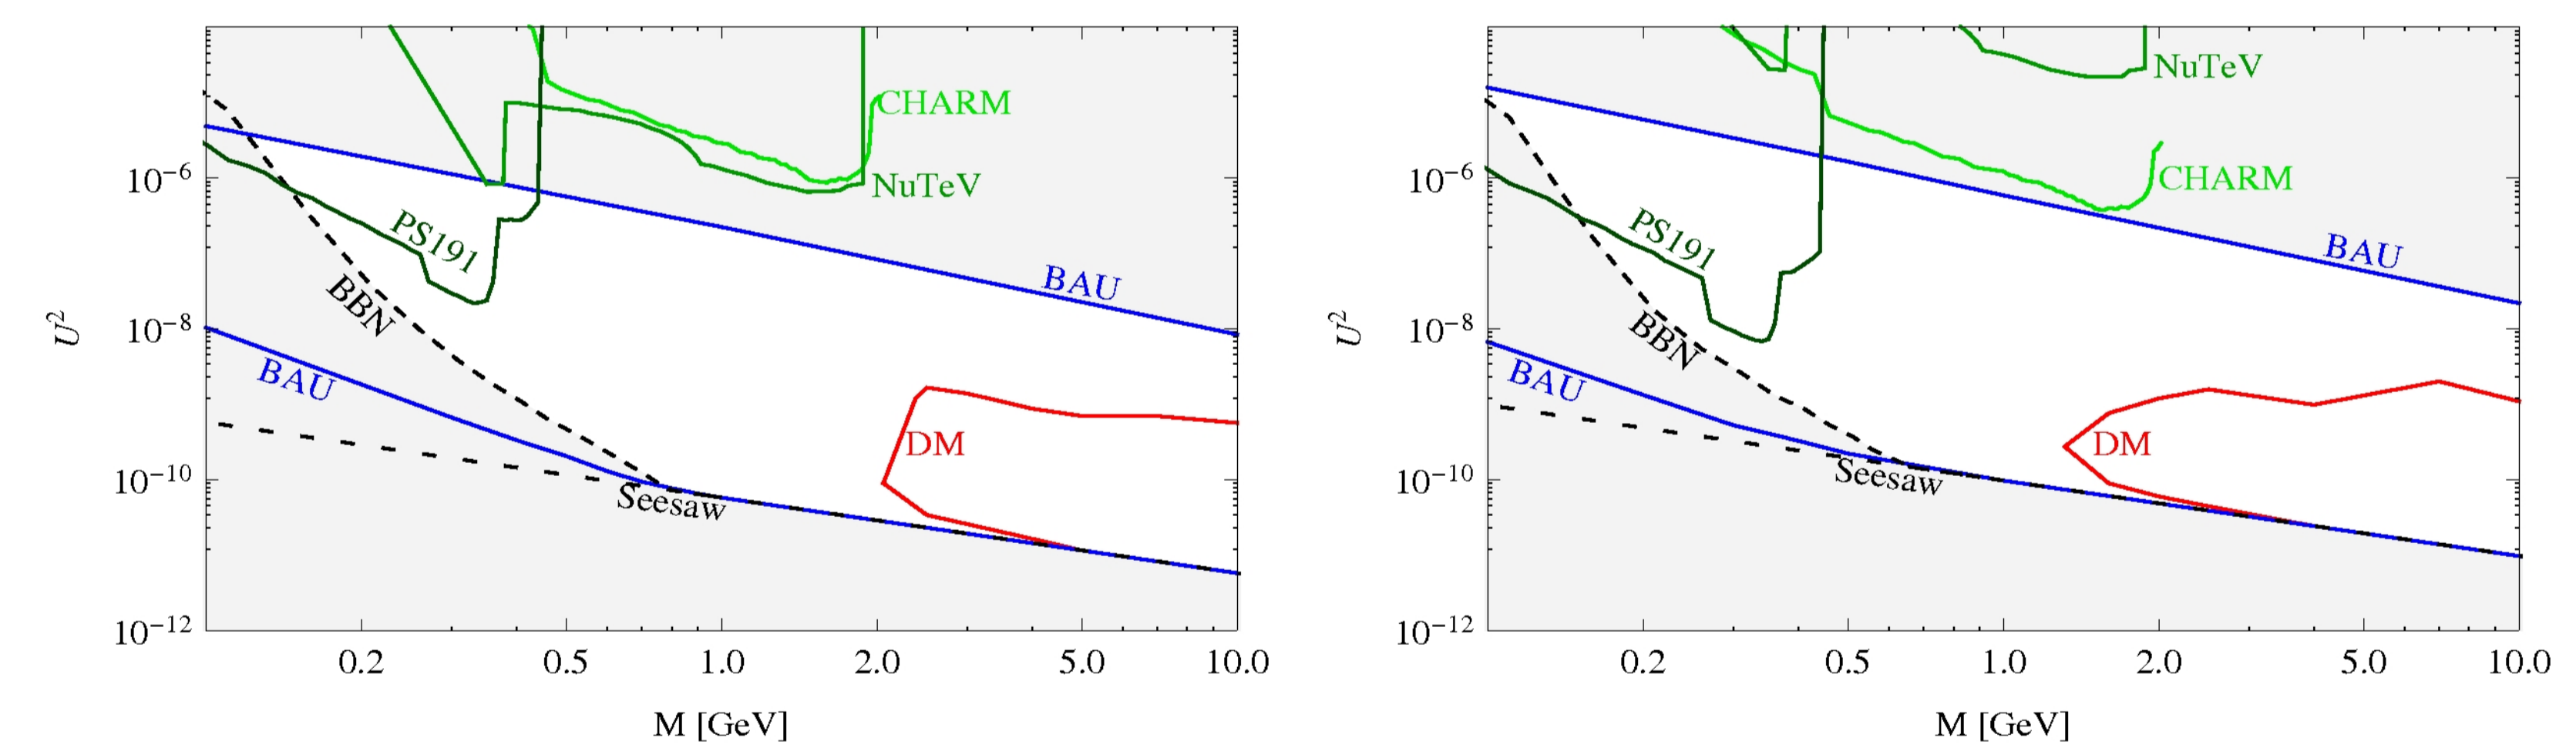 CHARM
10⁻⁶
NuTeV
PS191
BAU
U²
BBN
10⁻⁸
BAU
DM
10⁻¹⁰
Seesaw
10⁻¹²
0.2 0.5 1.0 2.0 5.0 10.0
M [GeV]
NuTeV
10⁻⁶
CHARM
PS191
BAU
U²
10⁻⁸
BBN
BAU
DM
10⁻¹⁰
Seesaw
10⁻¹²
0.2 0.5 1.0 2.0 5.0 10.0
M [GeV]